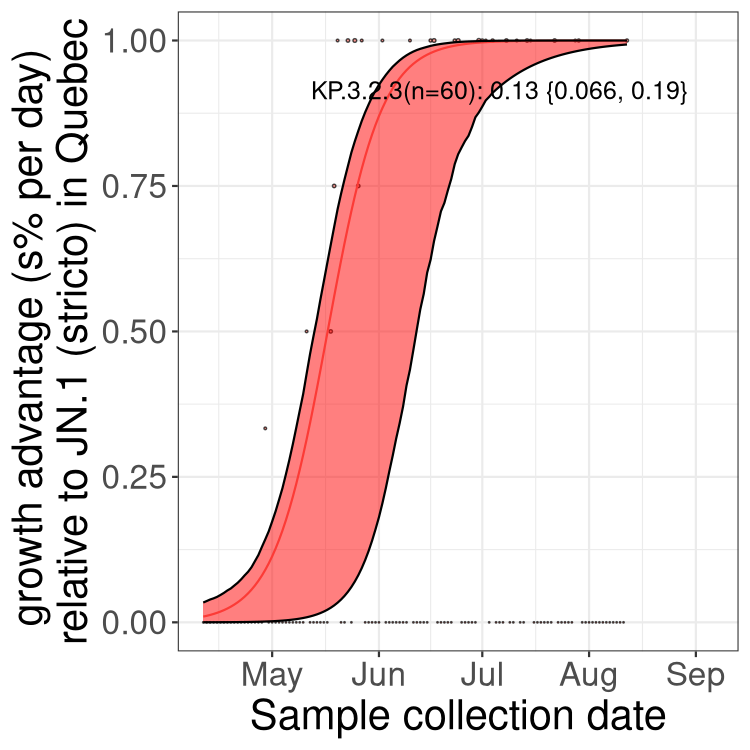 growth advantage (s% per day)
relative to JN.1 (stricto) in Quebec
1.00
0.75
0.50
0.25
0.00
KP.3.2.3(n=60): 0.13 {0.066, 0.19}
May Jun Jul Aug Sep
Sample collection date